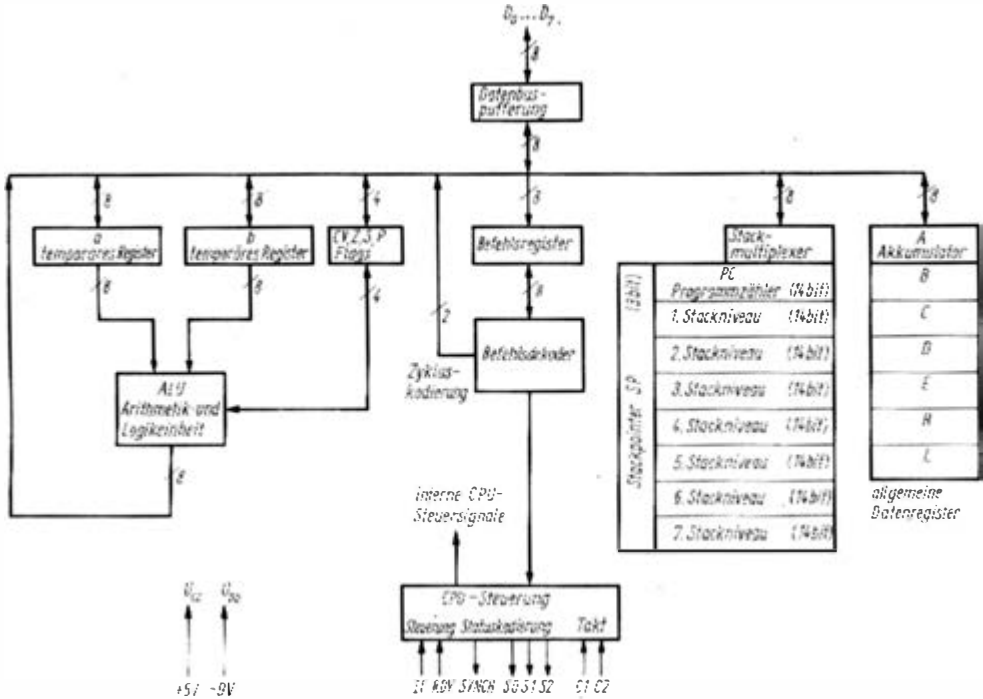 D0...D7
8
Datenbus-
pufferung
8
8
8
4
8
8
8
a
temporäres Register
b
temporäres Register
CY, Z, S, P
Flags
Befehlsregister
Stack-
multiplexer
A
Akkumulator
8
8
4
8
2
Zyklus-
kodierung
Befehlsdekoder
ALU
Arithmetik-und
Logikeinheit
8
Stackpointer SP (3bit)
PC
Programmzähler (14bit)
1. Stackniveau (14bit)
2. Stackniveau (14bit)
3. Stackniveau (14bit)
4. Stackniveau (14bit)
5. Stackniveau (14bit)
6. Stackniveau (14bit)
7. Stackniveau (14bit)
B
C
D
E
H
L
allgemeine
Datenregister
Interne CPU-
Steuersignale
CPU-Steuerung
Steuerung Statuskodierung Takt
RDY SYNCH S0 S1 S2 C1 C2
+5V -9V